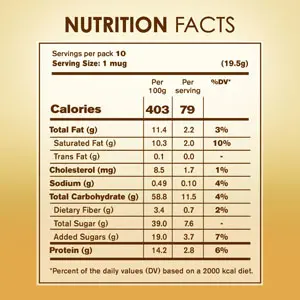 NUTRITION FACTS
Servings per pack 10
Serving Size: 1 mug (19.5g)
Per 100g Per serving %DV*
Calories 403 79
Total Fat (g) 11.4 2.2 3%
Saturated Fat (g) 10.3 2.0 10%
Trans Fat (g) 0.1 0.0 -
Cholesterol (mg) 8.5 1.7 1%
Sodium (g) 0.49 0.10 4%
Total Carbohydrate (g) 58.8 11.5 4%
Dietary Fiber (g) 3.4 0.7 2%
Total Sugar (g) 39.0 7.6 -
Added Sugars (g) 19.0 3.7 7%
Protein (g) 14.2 2.8 6%
*Percent of the daily values (DV) based on a 2000 kcal diet.